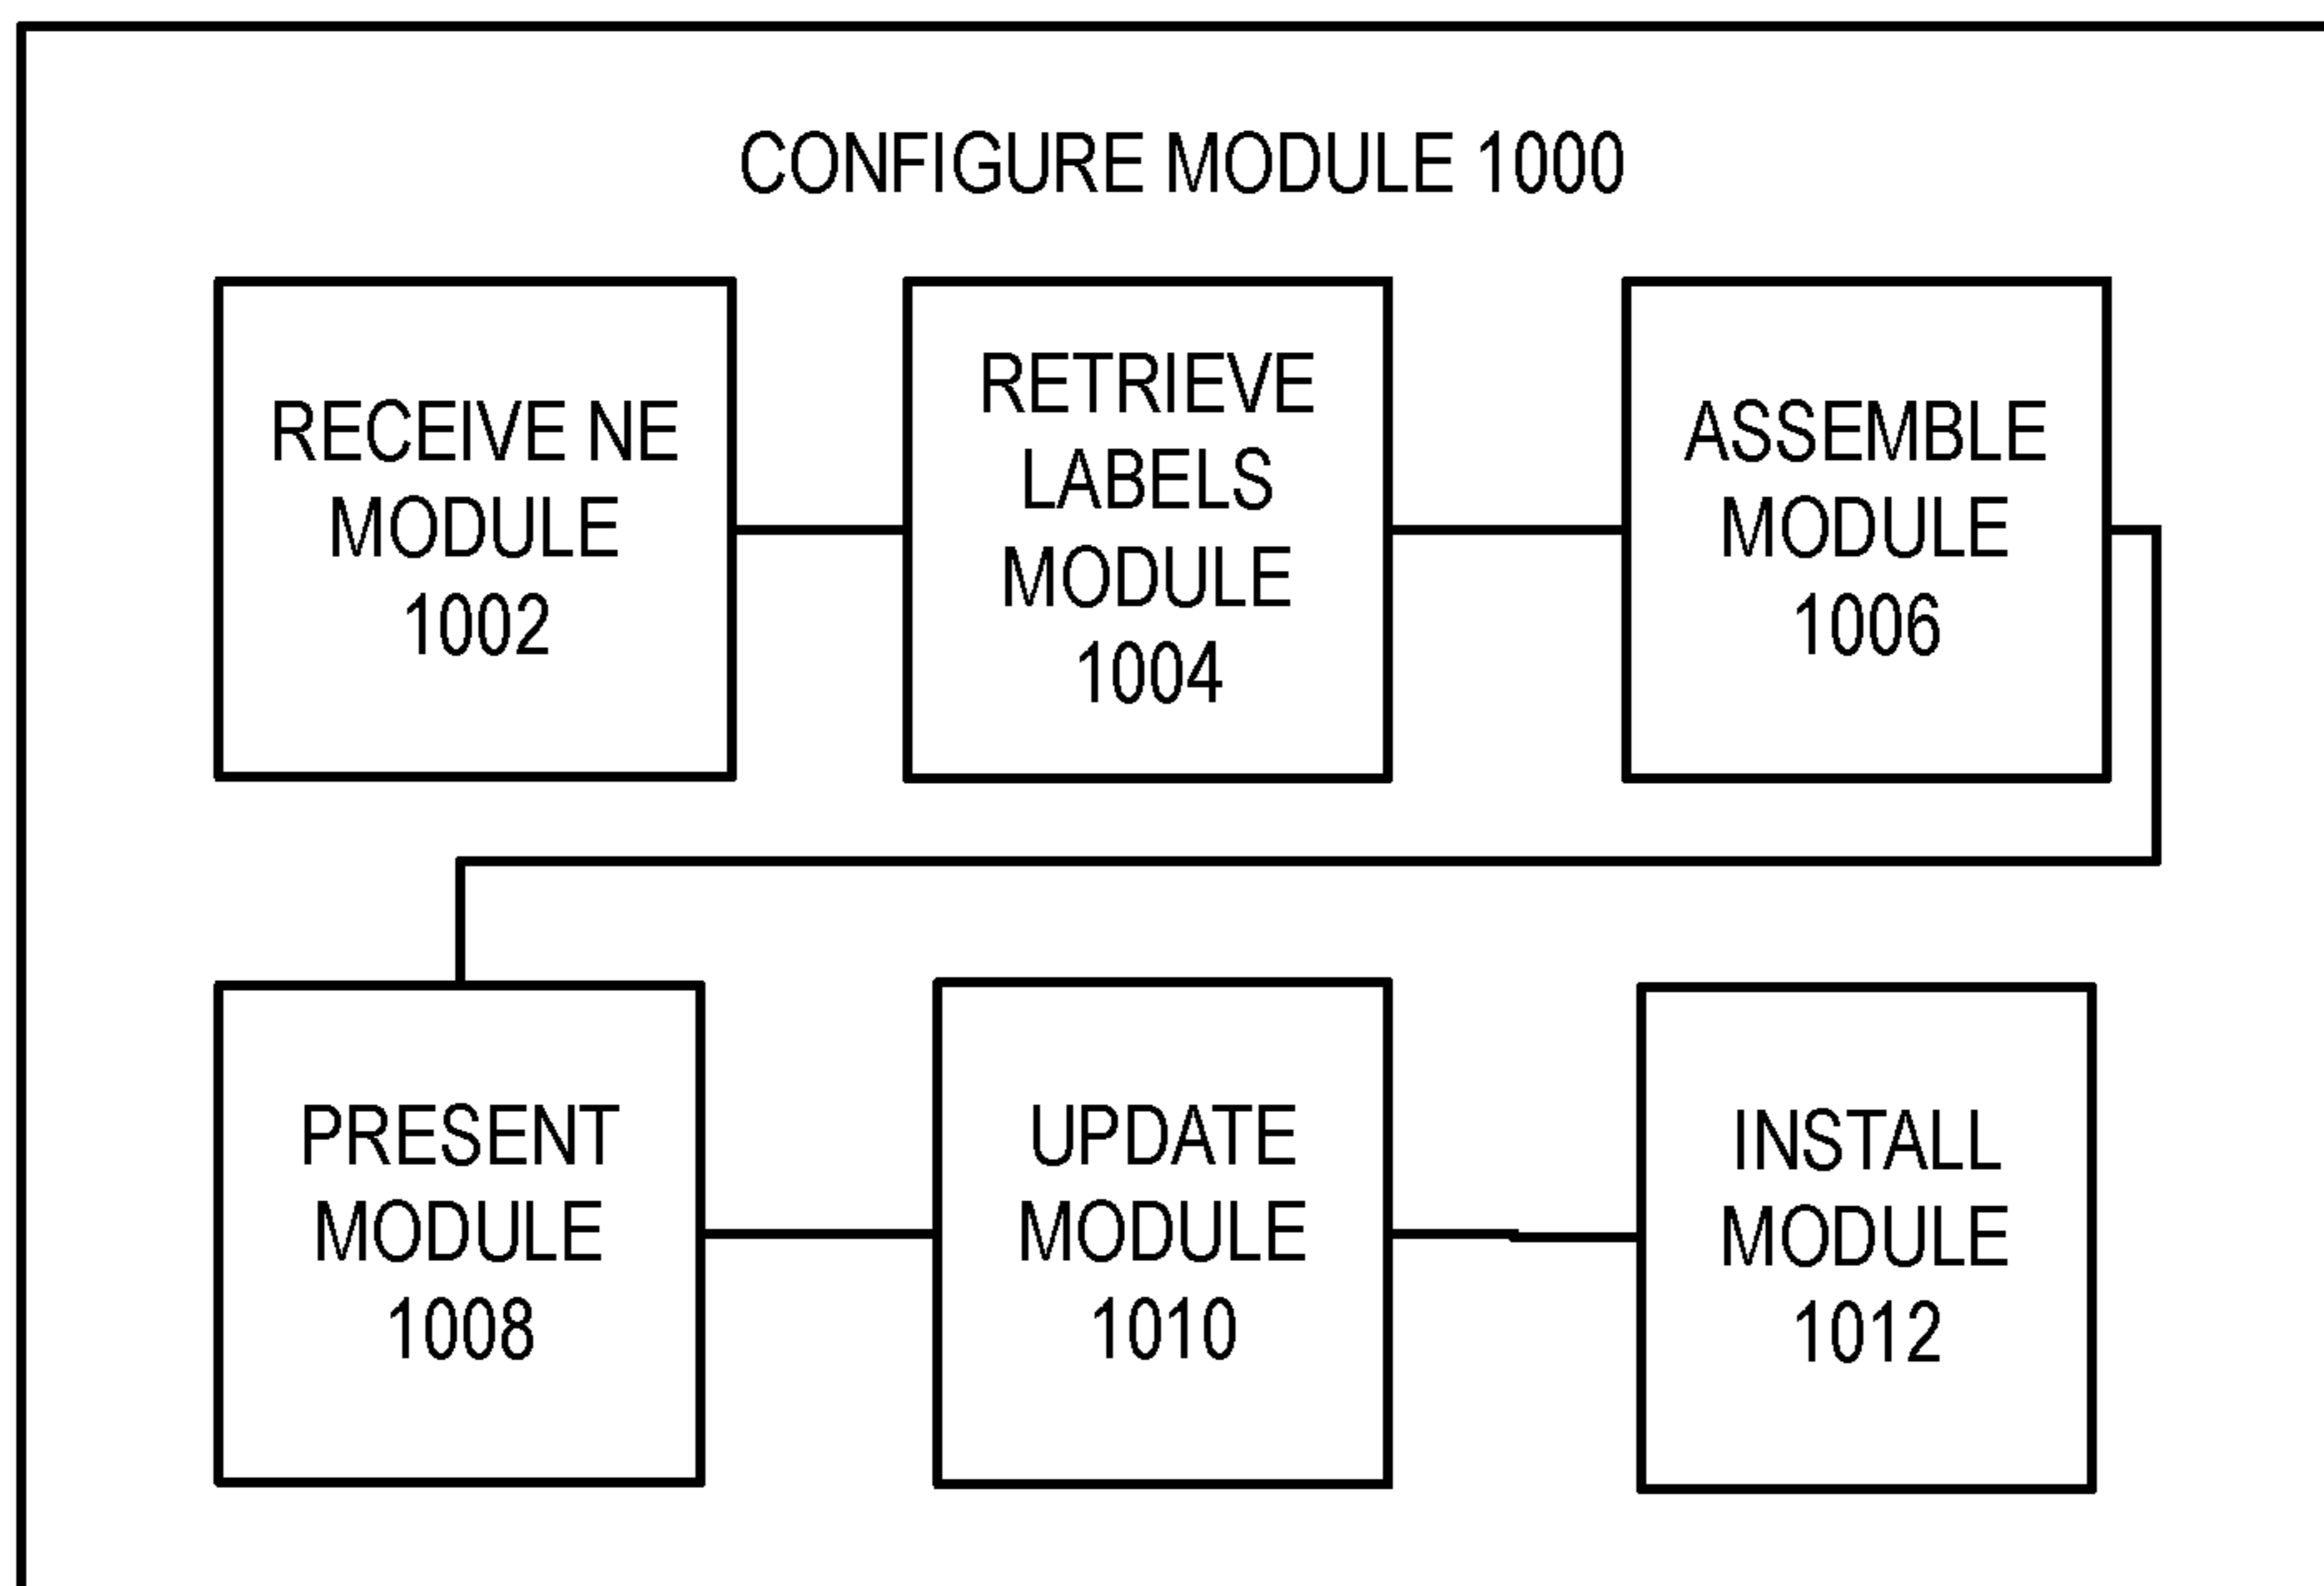 CONFIGURE MODULE 1000
RECEIVE NE
MODULE
1002
RETRIEVE
LABELS
MODULE
1004
ASSEMBLE
MODULE
1006
PRESENT
MODULE
1008
UPDATE
MODULE
1010
INSTALL
MODULE
1012